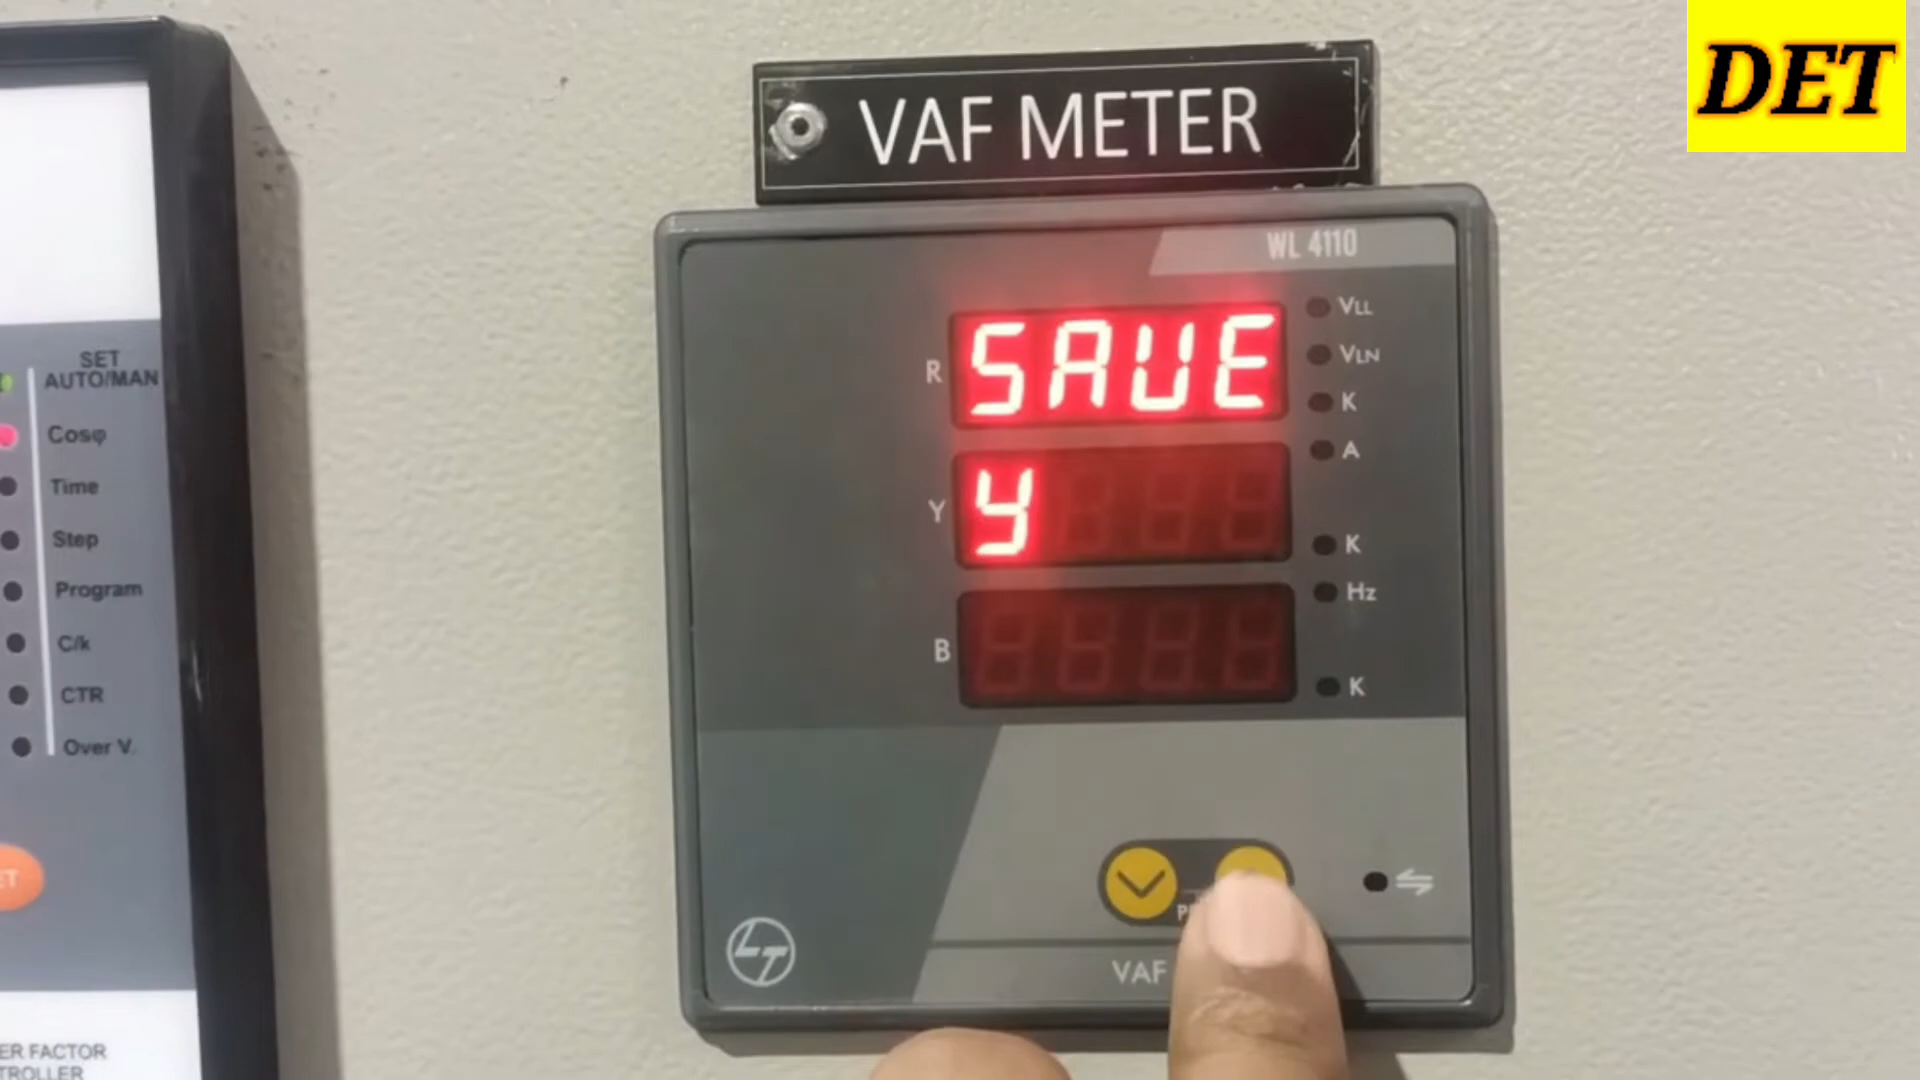 DET
VAF METER
WL 4110
R
SAVE
Y
y
B
VLL
VLN
K
A
K
Hz
K
LT
VAF
SET
AUTO/MAN
Cosφ
Time
Step
Program
C/k
CTR
Over V.
ER FACTOR
TROLLER